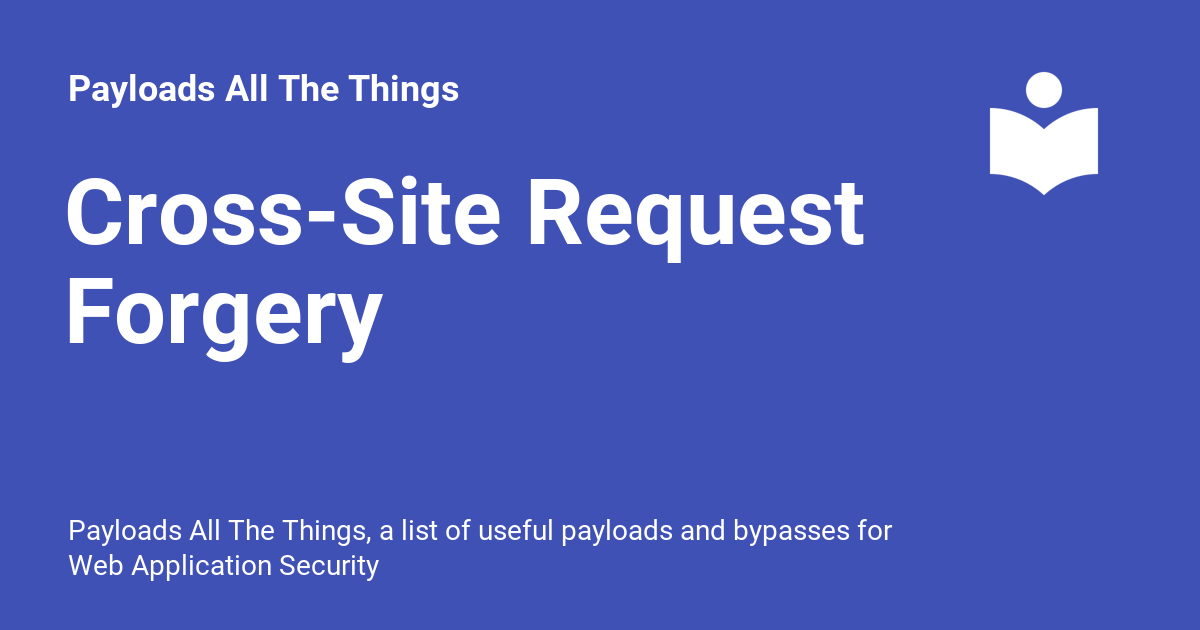 Payloads All The Things
Cross-Site Request
Forgery
Payloads All The Things, a list of useful payloads and bypasses for
Web Application Security